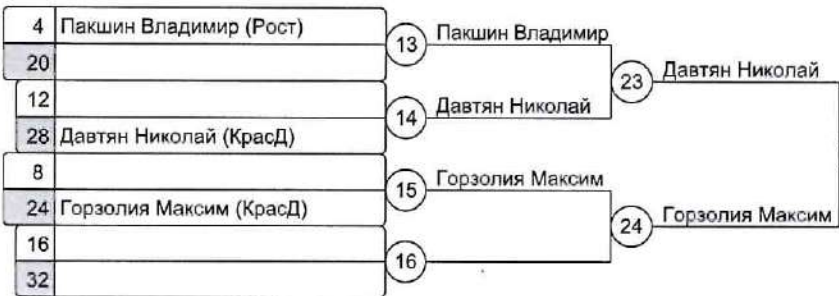 4 Пакшин Владимир (Рост)
20
12
28 Давтян Николай (КрасД)
8
24 Горзолия Максим (КрасД)
16
32
13 Пакшин Владимир
14 Давтян Николай
15 Горзолия Максим
16
23 Давтян Николай
24 Горзолия Максим